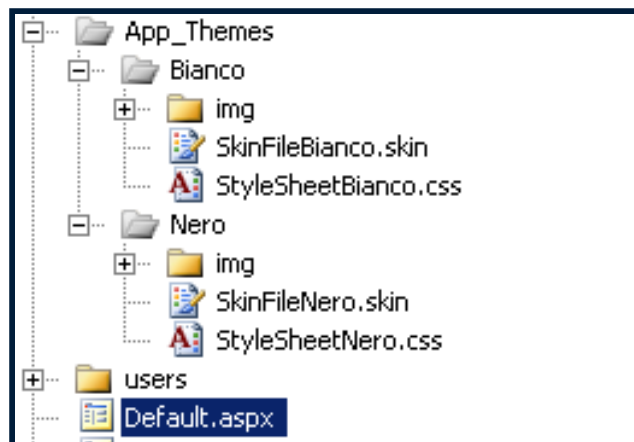 App_Themes
Bianco
img
SkinFileBianco.skin
StyleSheetBianco.css
Nero
img
SkinFileNero.skin
StyleSheetNero.css
users
Default.aspx